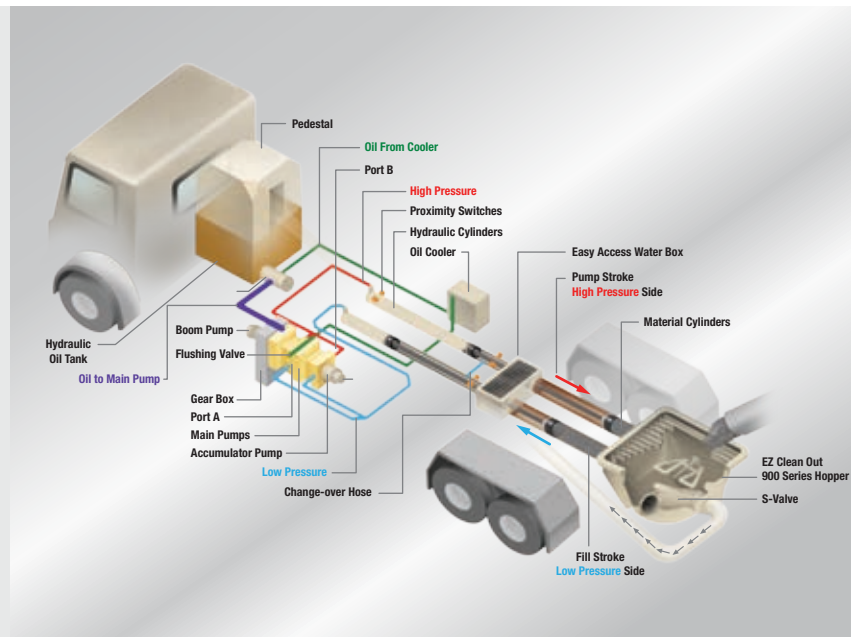 Pedestal
Oil From Cooler
Port B
High Pressure
Proximity Switches
Hydraulic Cylinders
Oil Cooler
Easy Access Water Box
Pump Stroke
High Pressure Side
Material Cylinders
Hydraulic
Oil Tank
Boom Pump
Flushing Valve
Oil to Main Pump
Gear Box
Port A
Main Pumps
Accumulator Pump
Low Pressure
Change-over Hose
EZ Clean Out
900 Series Hopper
S-Valve
Fill Stroke
Low Pressure Side